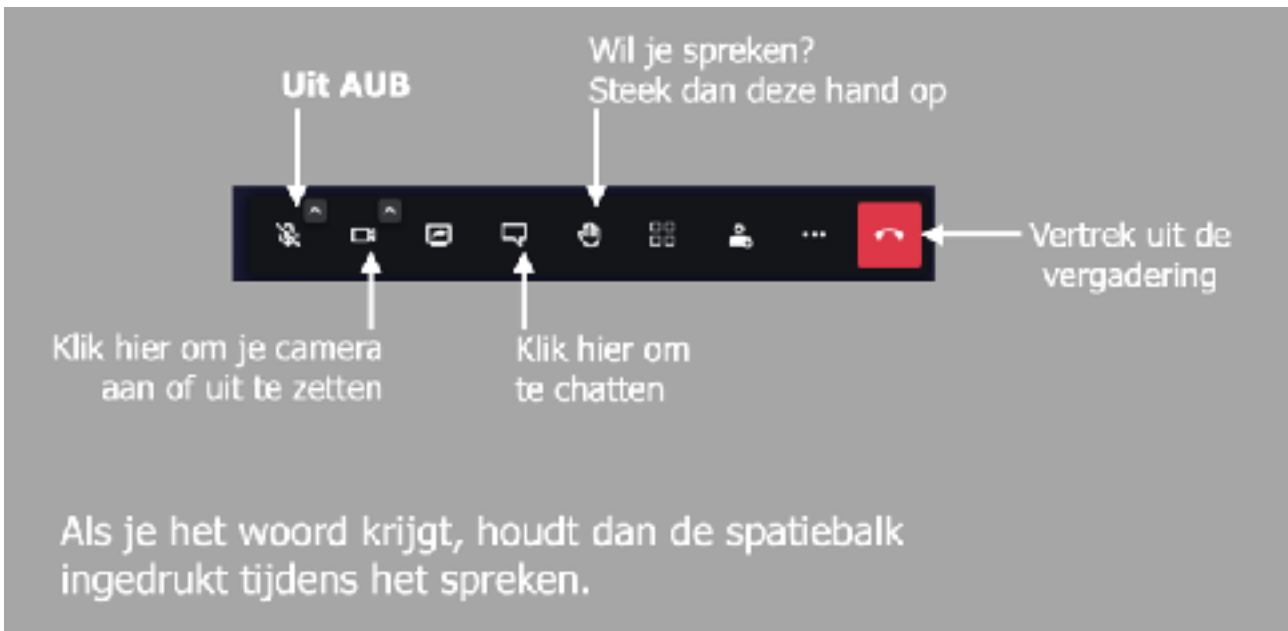 Wil je spreken?
Steek dan deze hand op
Uit AUB
Vertrek uit de
vergadering
Klik hier om je camera
aan of uit te zetten
Klik hier om
te chatten
Als je het woord krijgt, houdt dan de spatiebalk
ingedrukt tijdens het spreken.